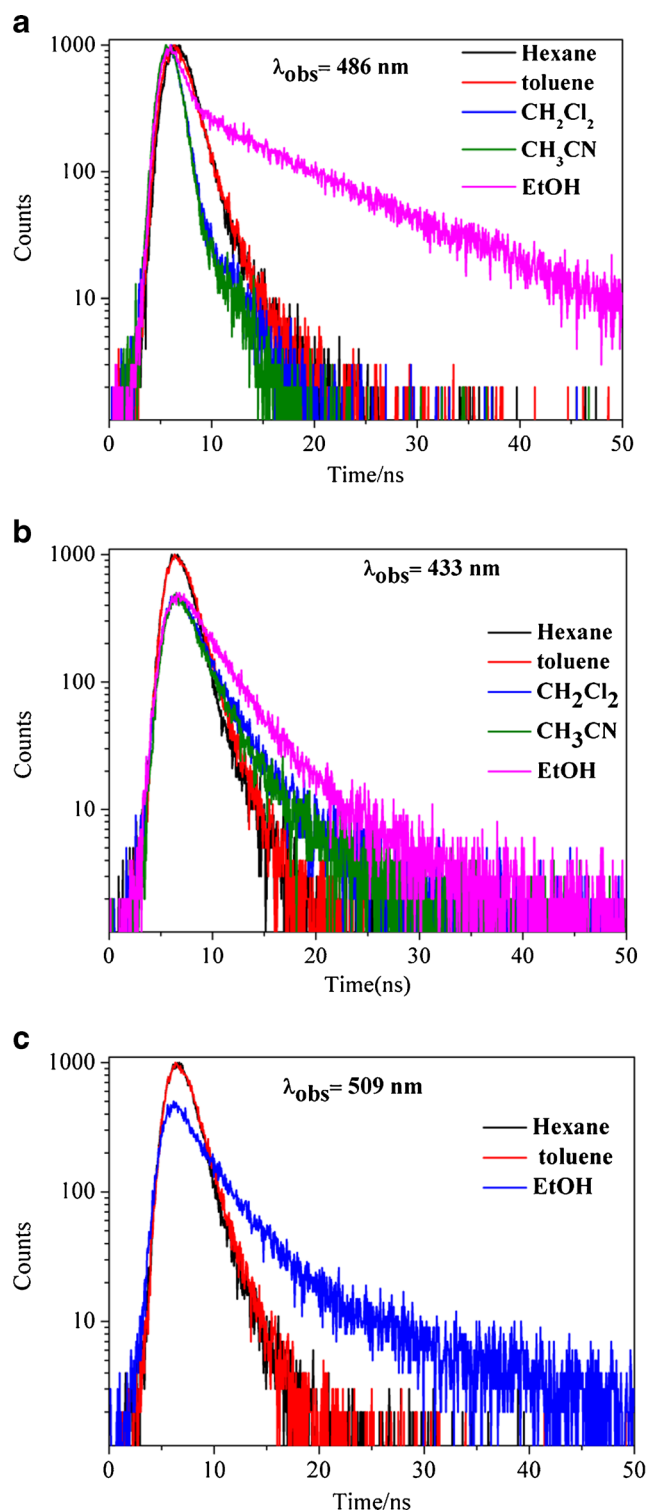 a
1000
100
10
Counts
λobs= 486 nm
Hexane
toluene
CH2Cl2
CH3CN
EtOH
0 10 20 30 40 50
Time/ns
b
1000
100
10
Counts
λobs= 433 nm
Hexane
toluene
CH2Cl2
CH3CN
EtOH
0 10 20 30 40 50
Time(ns)
c
1000
100
10
Counts
λobs= 509 nm
Hexane
toluene
EtOH
0 10 20 30 40 50
Time/ns